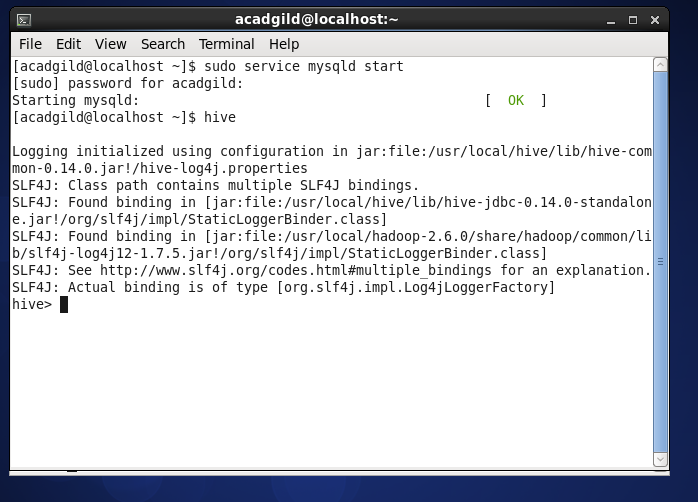 acadgild@localhost:~
File Edit View Search Terminal Help
[acadgild@localhost ~]$ sudo service mysqld start
[sudo] password for acadgild:
Starting mysqld: [ OK ]
[acadgild@localhost ~]$ hive
Logging initialized using configuration in jar:file:/usr/local/hive/lib/hive-com
mon-0.14.0.jar!/hive-log4j.properties
SLF4J: Class path contains multiple SLF4J bindings.
SLF4J: Found binding in [jar:file:/usr/local/hive/lib/hive-jdbc-0.14.0-standalon
e.jar!/org/slf4j/impl/StaticLoggerBinder.class]
SLF4J: Found binding in [jar:file:/usr/local/hadoop-2.6.0/share/hadoop/common/li
b/slf4j-log4j12-1.7.5.jar!/org/slf4j/impl/StaticLoggerBinder.class]
SLF4J: See http://www.slf4j.org/codes.html#multiple_bindings for an explanation.
SLF4J: Actual binding is of type [org.slf4j.impl.Log4jLoggerFactory]
hive>